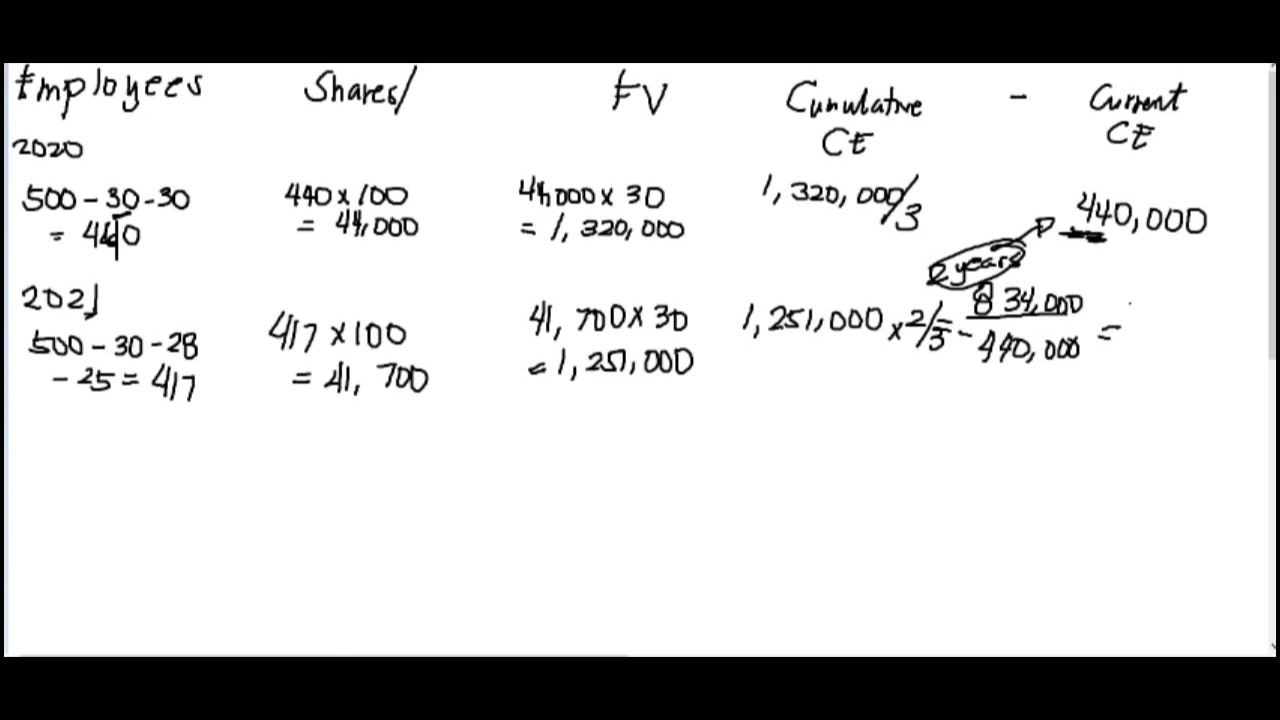 Employees Shares/ FV Cumulative - Current
CE CE
2020
500 - 30 - 30 440 x 100 44,000 x 30 1,320,000/3 440,000
= 440 = 44,000 = 1,320,000
2 years
2021 834,000
500 - 30 - 28 417 x 100 41,700 x 30 1,251,000 x 2/3 = - 440,000 =
- 25 = 417 = 41,700 = 1,251,000